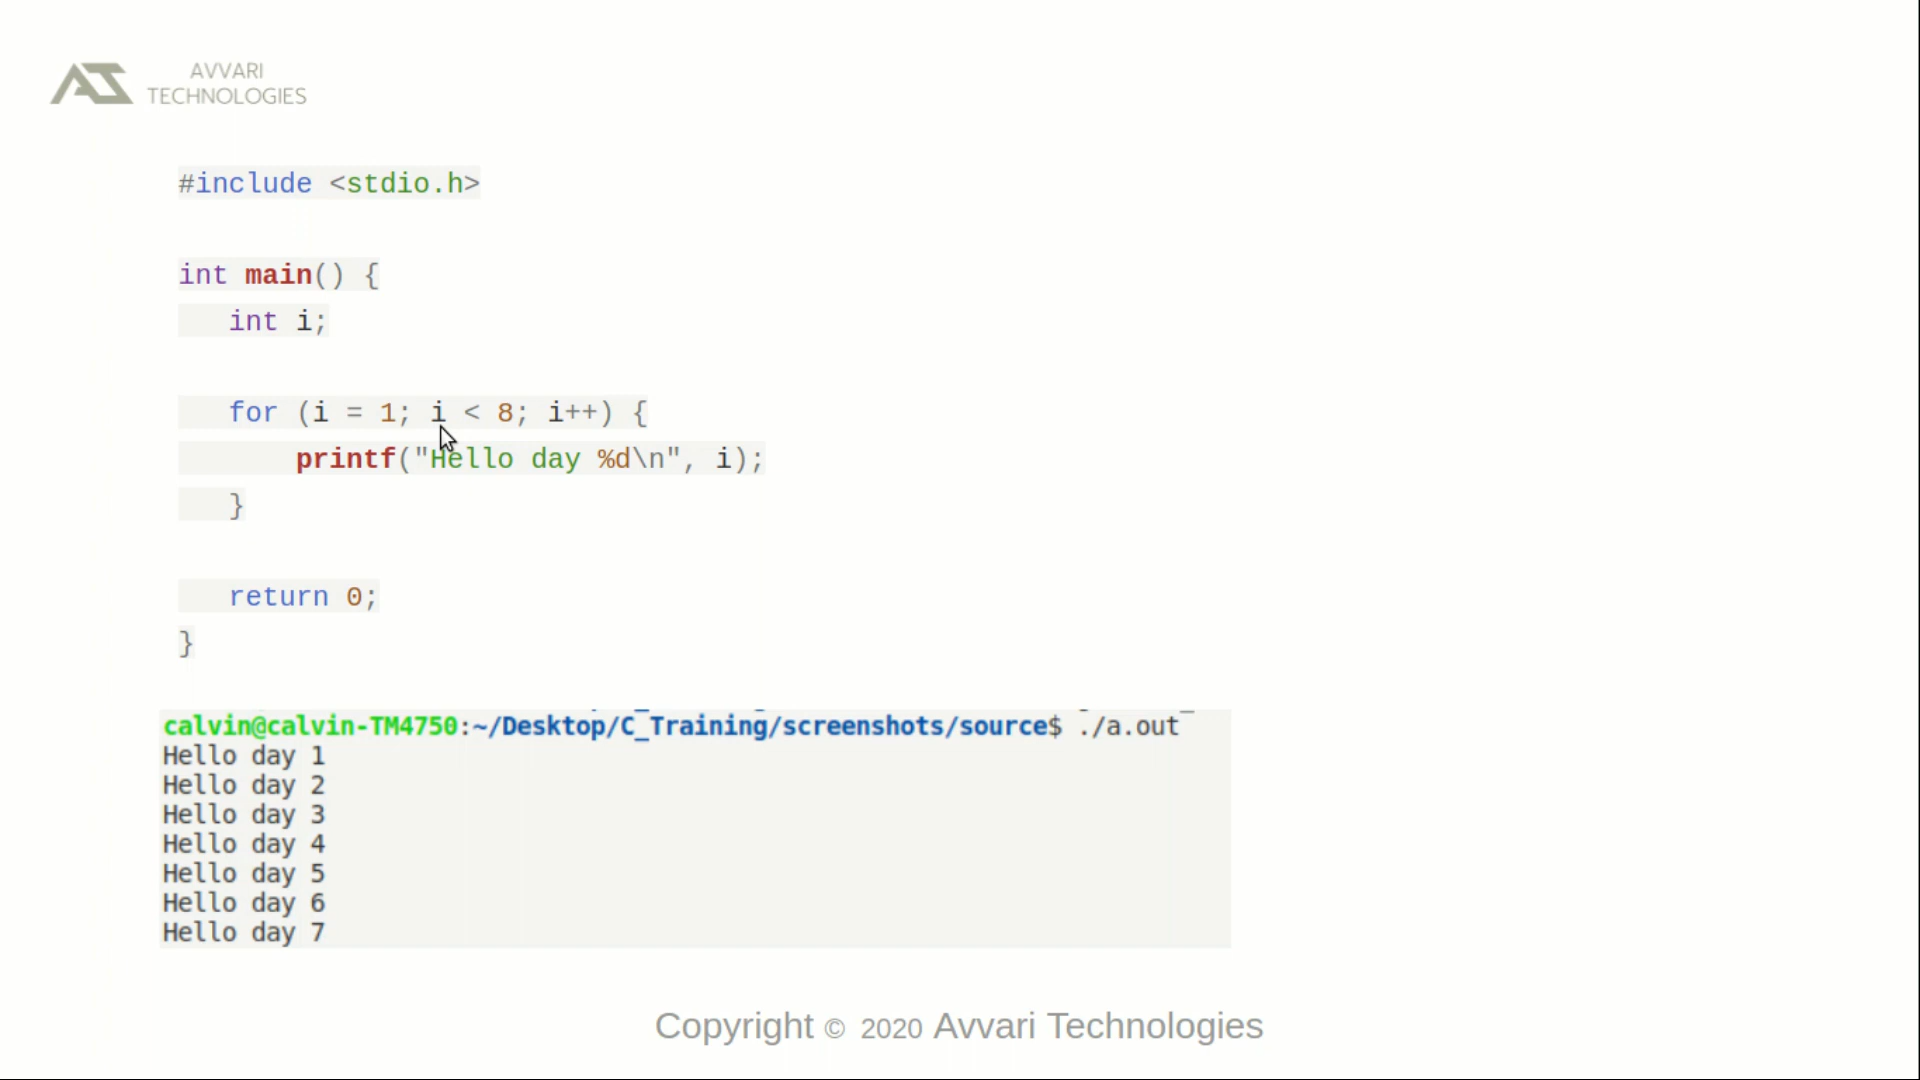 AVVARI
TECHNOLOGIES
#include <stdio.h>
int main() {
int i;
for (i = 1; i < 8; i++) {
printf("Hello day %d\n", i);
}
return 0;
}
calvin@calvin-TM4750:~/Desktop/C_Training/screenshots/source$ ./a.out
Hello day 1
Hello day 2
Hello day 3
Hello day 4
Hello day 5
Hello day 6
Hello day 7
Copyright © 2020 Avvari Technologies